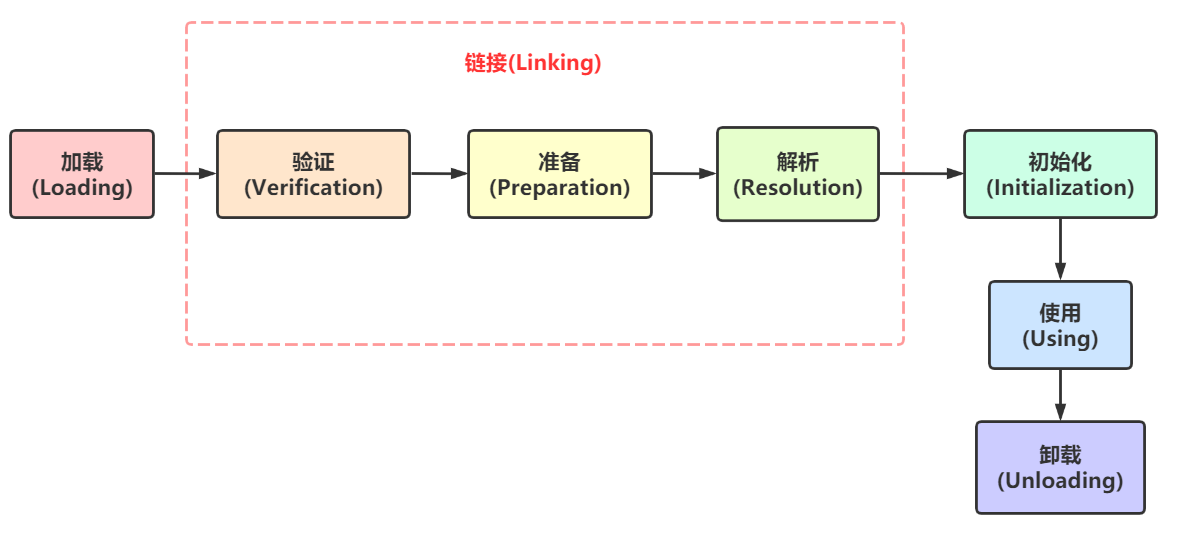 链接(Linking)
加载
(Loading)
验证
(Verification)
准备
(Preparation)
解析
(Resolution)
初始化
(Initialization)
使用
(Using)
卸载
(Unloading)